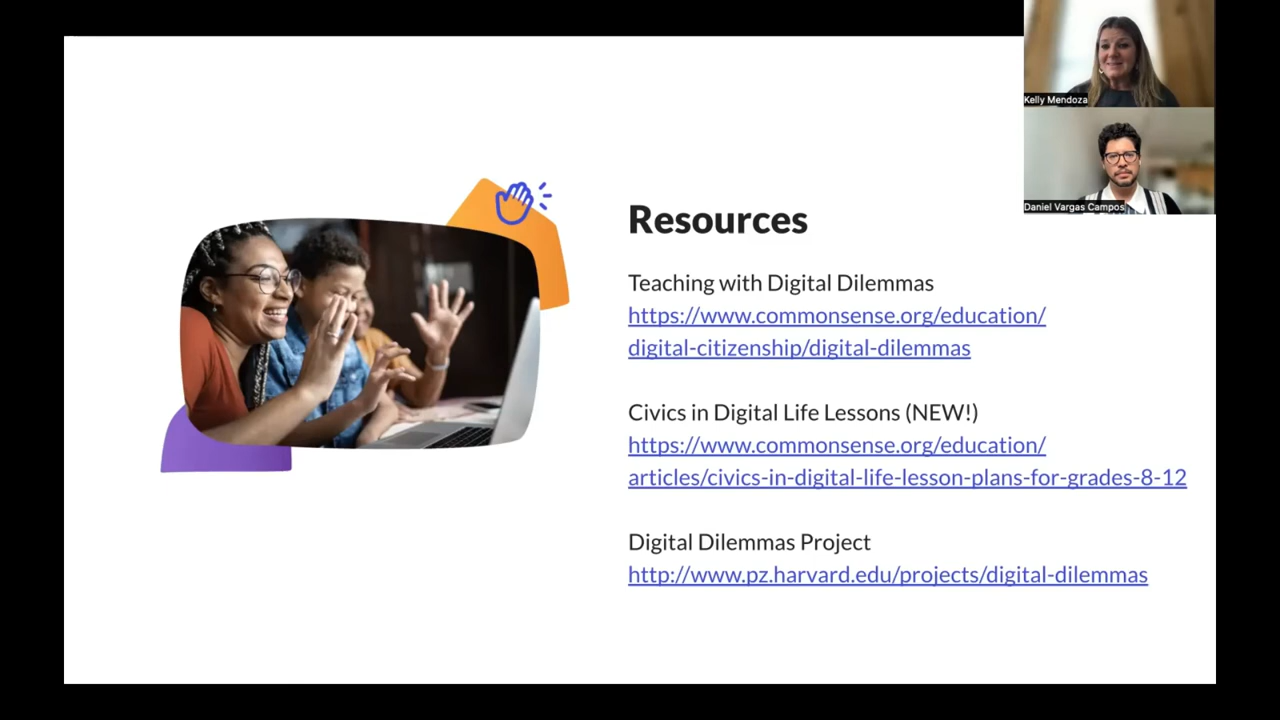 Kelly Mendoza
Daniel Vargas Campos
Resources
Teaching with Digital Dilemmas
https://www.commonsense.org/education/
digital-citizenship/digital-dilemmas
Civics in Digital Life Lessons (NEW!)
https://www.commonsense.org/education/
articles/civics-in-digital-life-lesson-plans-for-grades-8-12
Digital Dilemmas Project
http://www.pz.harvard.edu/projects/digital-dilemmas